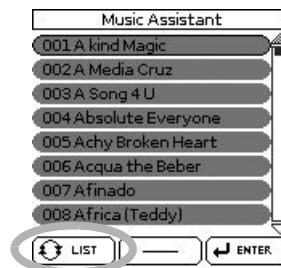 Music Assistant
001 A kind Magic
002 A Media Cruz
003 A Song 4 U
004 Absolute Everyone
005 Achy Broken Heart
006 Acqua the Beber
007 Afinado
008 Africa (Teddy)
LIST ENTER